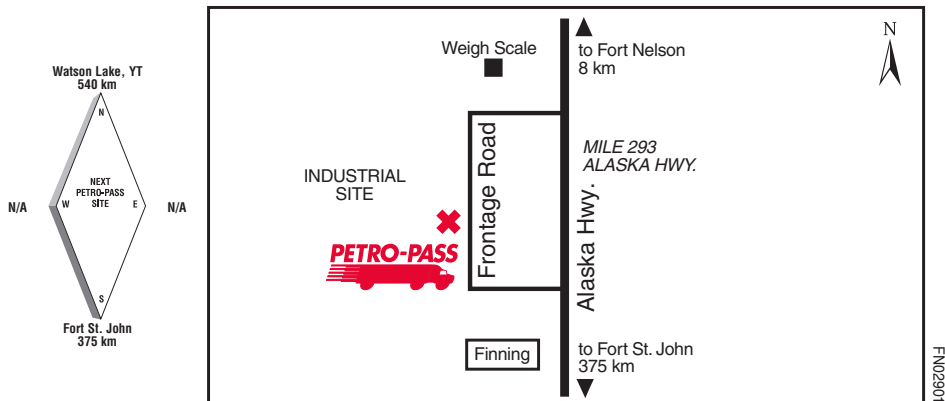 Watson Lake, YT
540 km
N
NEXT
PETRO-PASS
SITE
N/A
W
E
N/A
S
Fort St. John
375 km
Weigh Scale
to Fort Nelson
8 km
N
INDUSTRIAL
SITE
Frontage Road
MILE 293
ALASKA HWY.
Alaska Hwy.
PETRO-PASS
Finning
to Fort St. John
375 km
FN02901